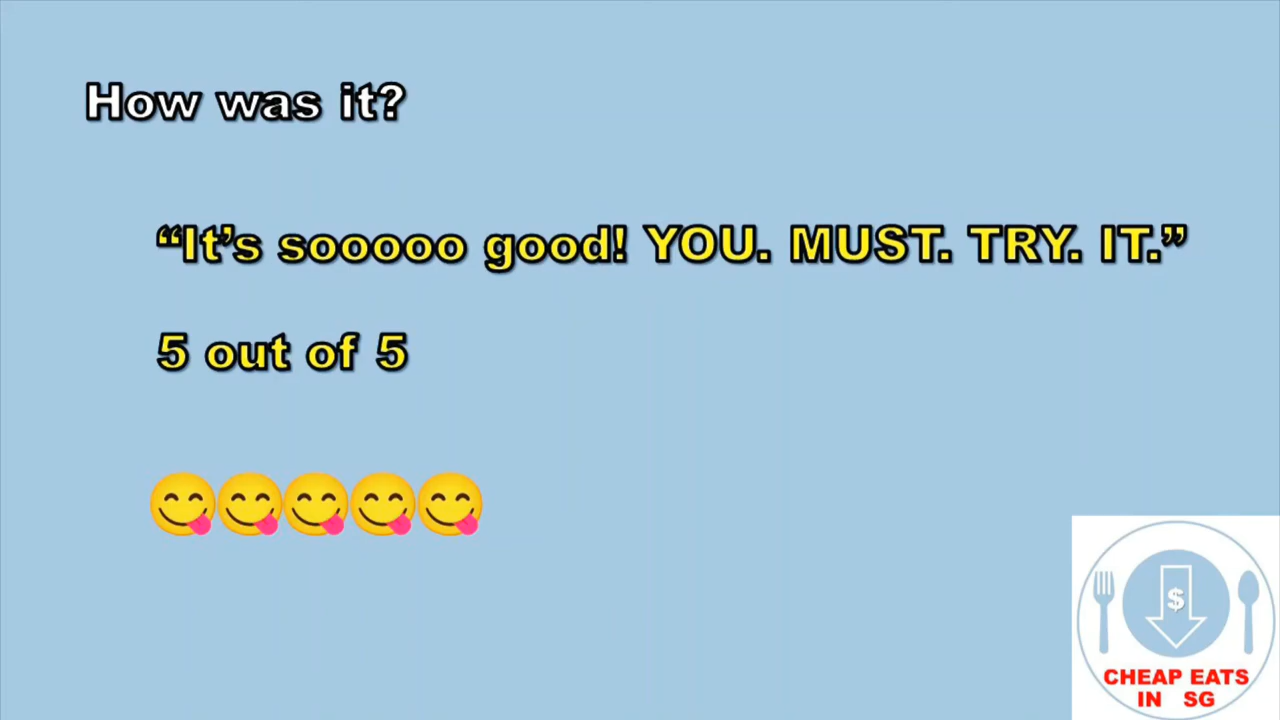 How was it?
“It’s sooooo good! YOU. MUST. TRY. IT.”
5 out of 5
$
CHEAP EATS
IN SG